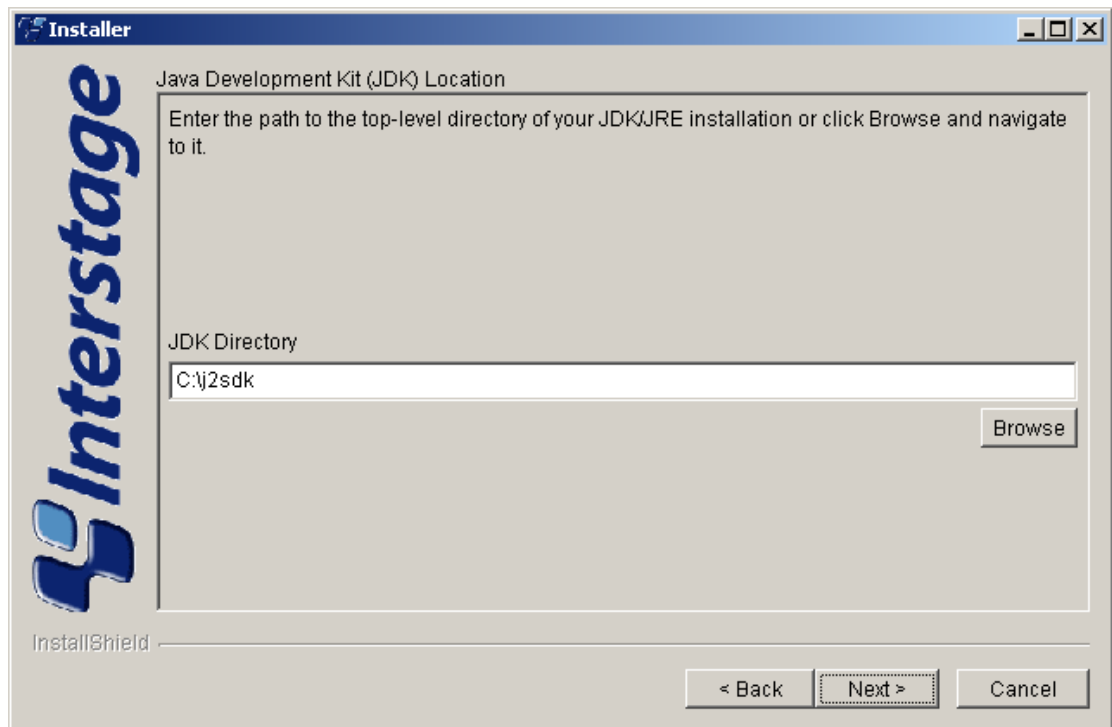 Installer
Interstage
Java Development Kit (JDK) Location
Enter the path to the top-level directory of your JDK/JRE installation or click Browse and navigate
to it.
JDK Directory
C:\j2sdk
Browse
InstallShield
< Back
Next >
Cancel